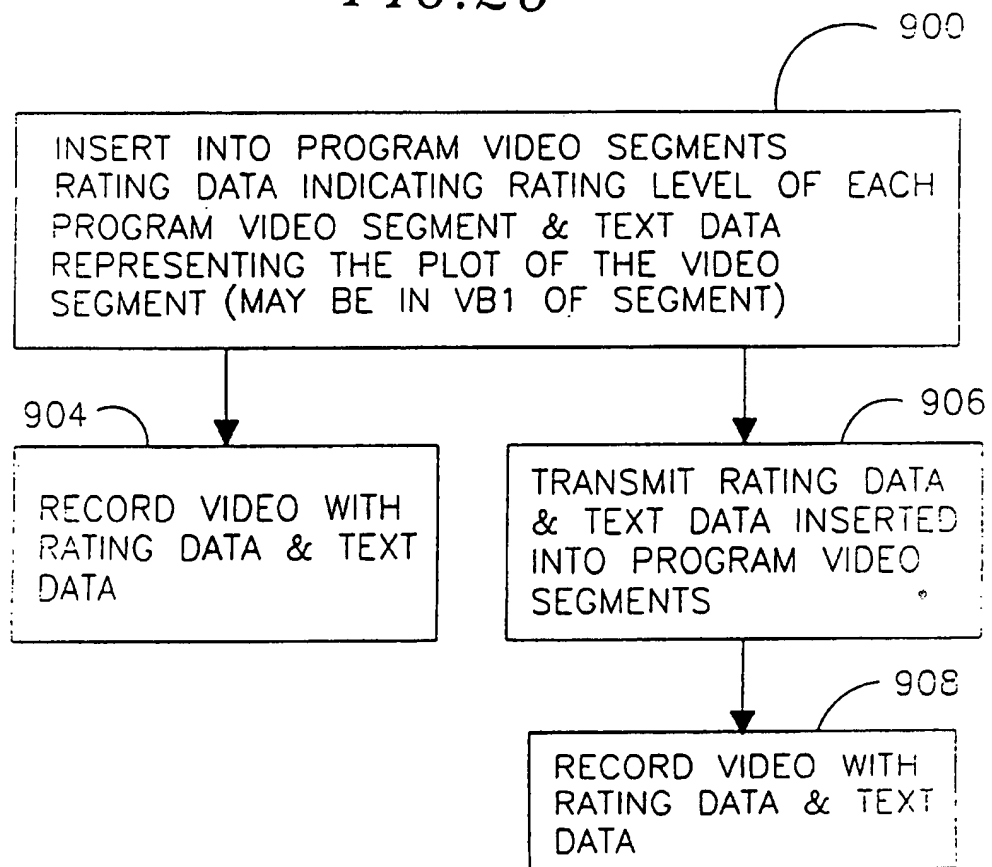 FIG.26
900
INSERT INTO PROGRAM VIDEO SEGMENTS
RATING DATA INDICATING RATING LEVEL OF EACH
PROGRAM VIDEO SEGMENT & TEXT DATA
REPRESENTING THE PLOT OF THE VIDEO
SEGMENT (MAY BE IN VB1 OF SEGMENT)
904
RECORD VIDEO WITH
RATING DATA & TEXT
DATA
906
TRANSMIT RATING DATA
& TEXT DATA INSERTED
INTO PROGRAM VIDEO
SEGMENTS
908
RECORD VIDEO WITH
RATING DATA & TEXT
DATA